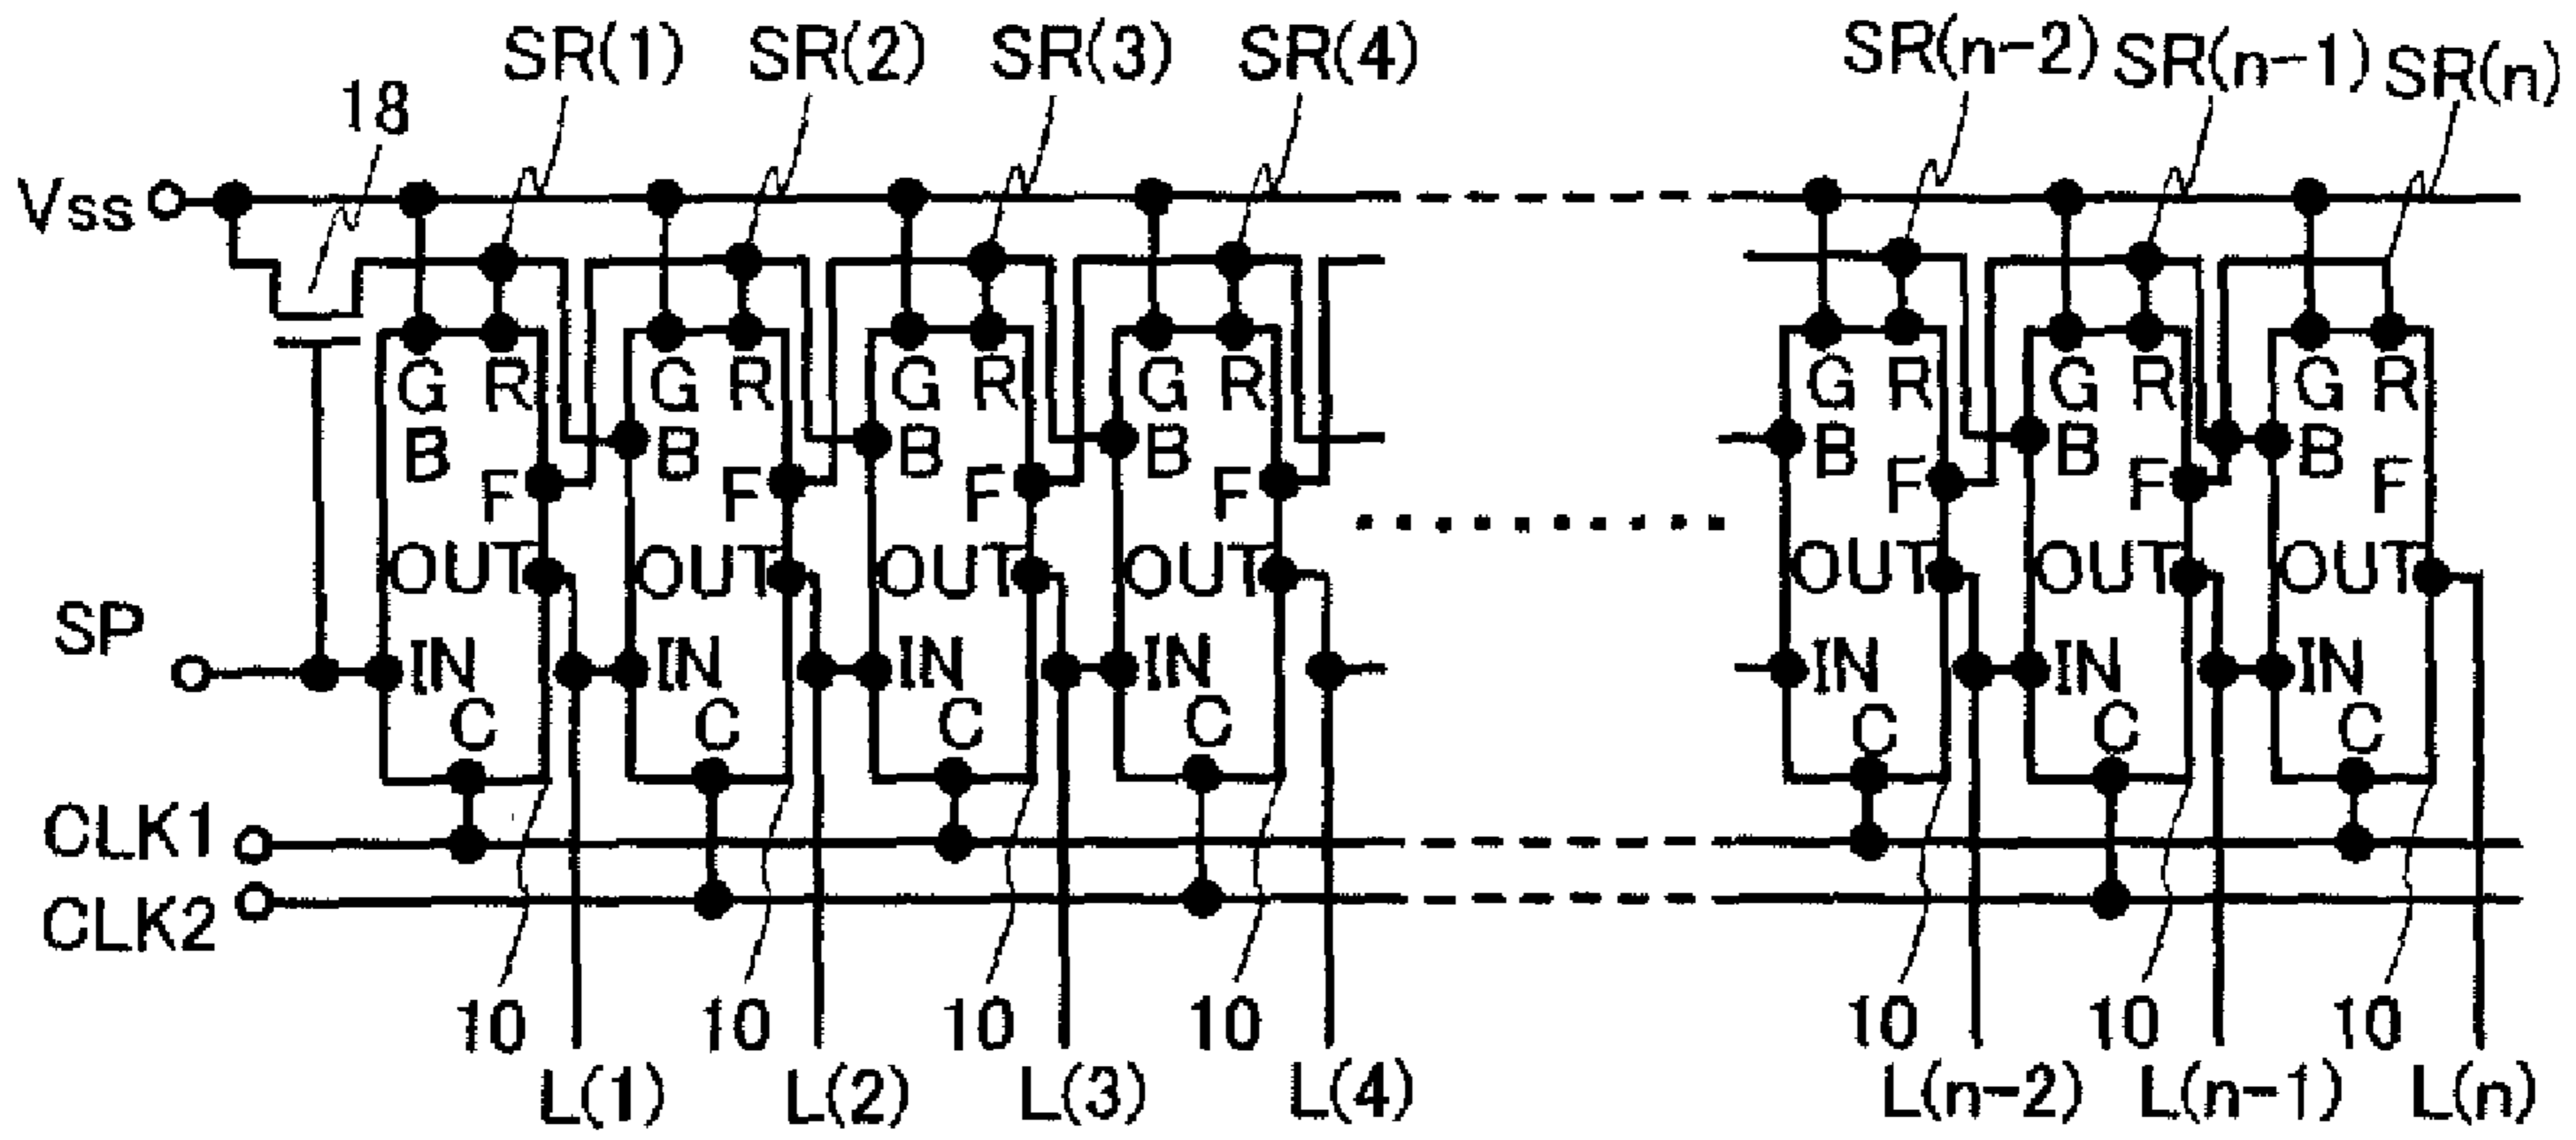 SR(1) SR(2) SR(3) SR(4) SR(n-2) SR(n-1) SR(n)
18
Vss
G R G R G R G R G R G R G R
B B B B B B B
F F F F F F F
OUT OUT OUT OUT OUT OUT OUT
SP
IN IN IN IN IN IN IN
C C C C C C C
CLK1
CLK2
10 10 10 10 10 10 10
L(1) L(2) L(3) L(4) L(n-2) L(n-1) L(n)